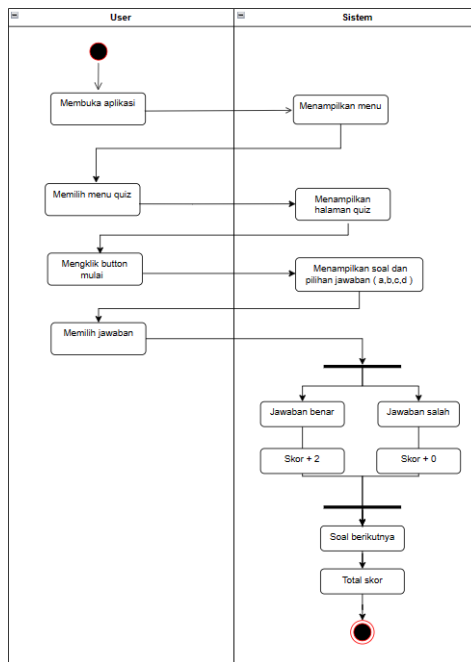 User
Sistem
Membuka aplikasi
Menampilkan menu
Memilih menu quiz
Menampilkan
halaman quiz
Mengklik button
mulai
Menampilkan soal dan
pilihan jawaban ( a,b,c,d )
Memilih jawaban
Jawaban benar
Jawaban salah
Skor + 2
Skor + 0
Soal berikutnya
Total skor